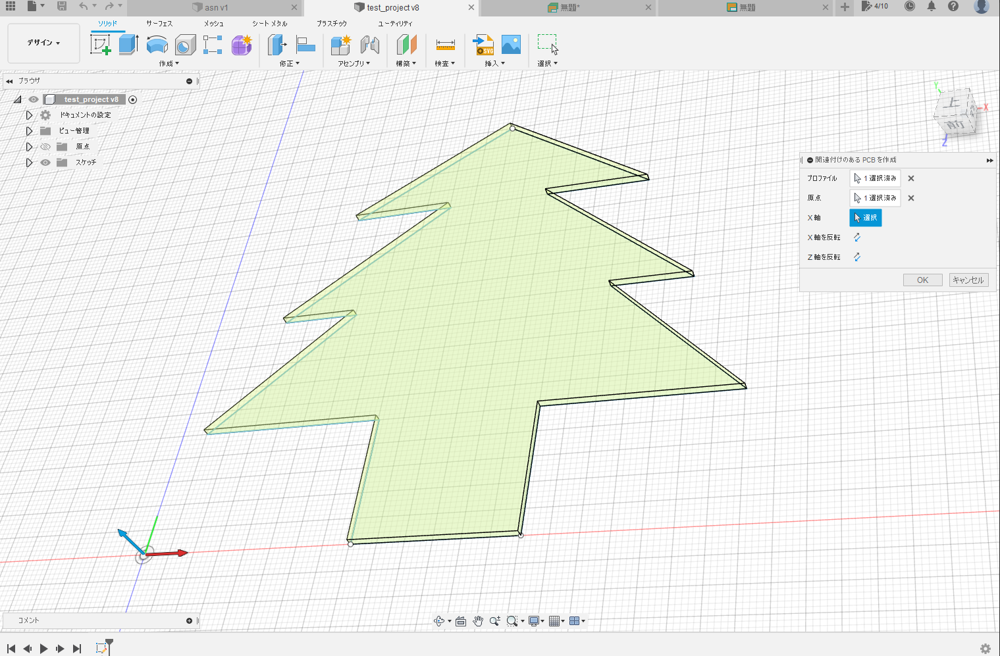 asn v1
test_project v8
無題*
無題
4/10
デザイン
ソリッド
サーフェス
メッシュ
シート メタル
プラスチック
ユーティリティ
SVG
作成
修正
アセンブリ
構築
検査
挿入
選択
ブラウザ
test_project v8
ドキュメントの設定
ビュー管理
原点
スケッチ
Y
X
Z
上
前
関連付けのある PCB を作成
プロファイル
1 選択済み
原点
1 選択済み
X 軸
選択
X 軸を反転
Z 軸を反転
OK
キャンセル
コメント